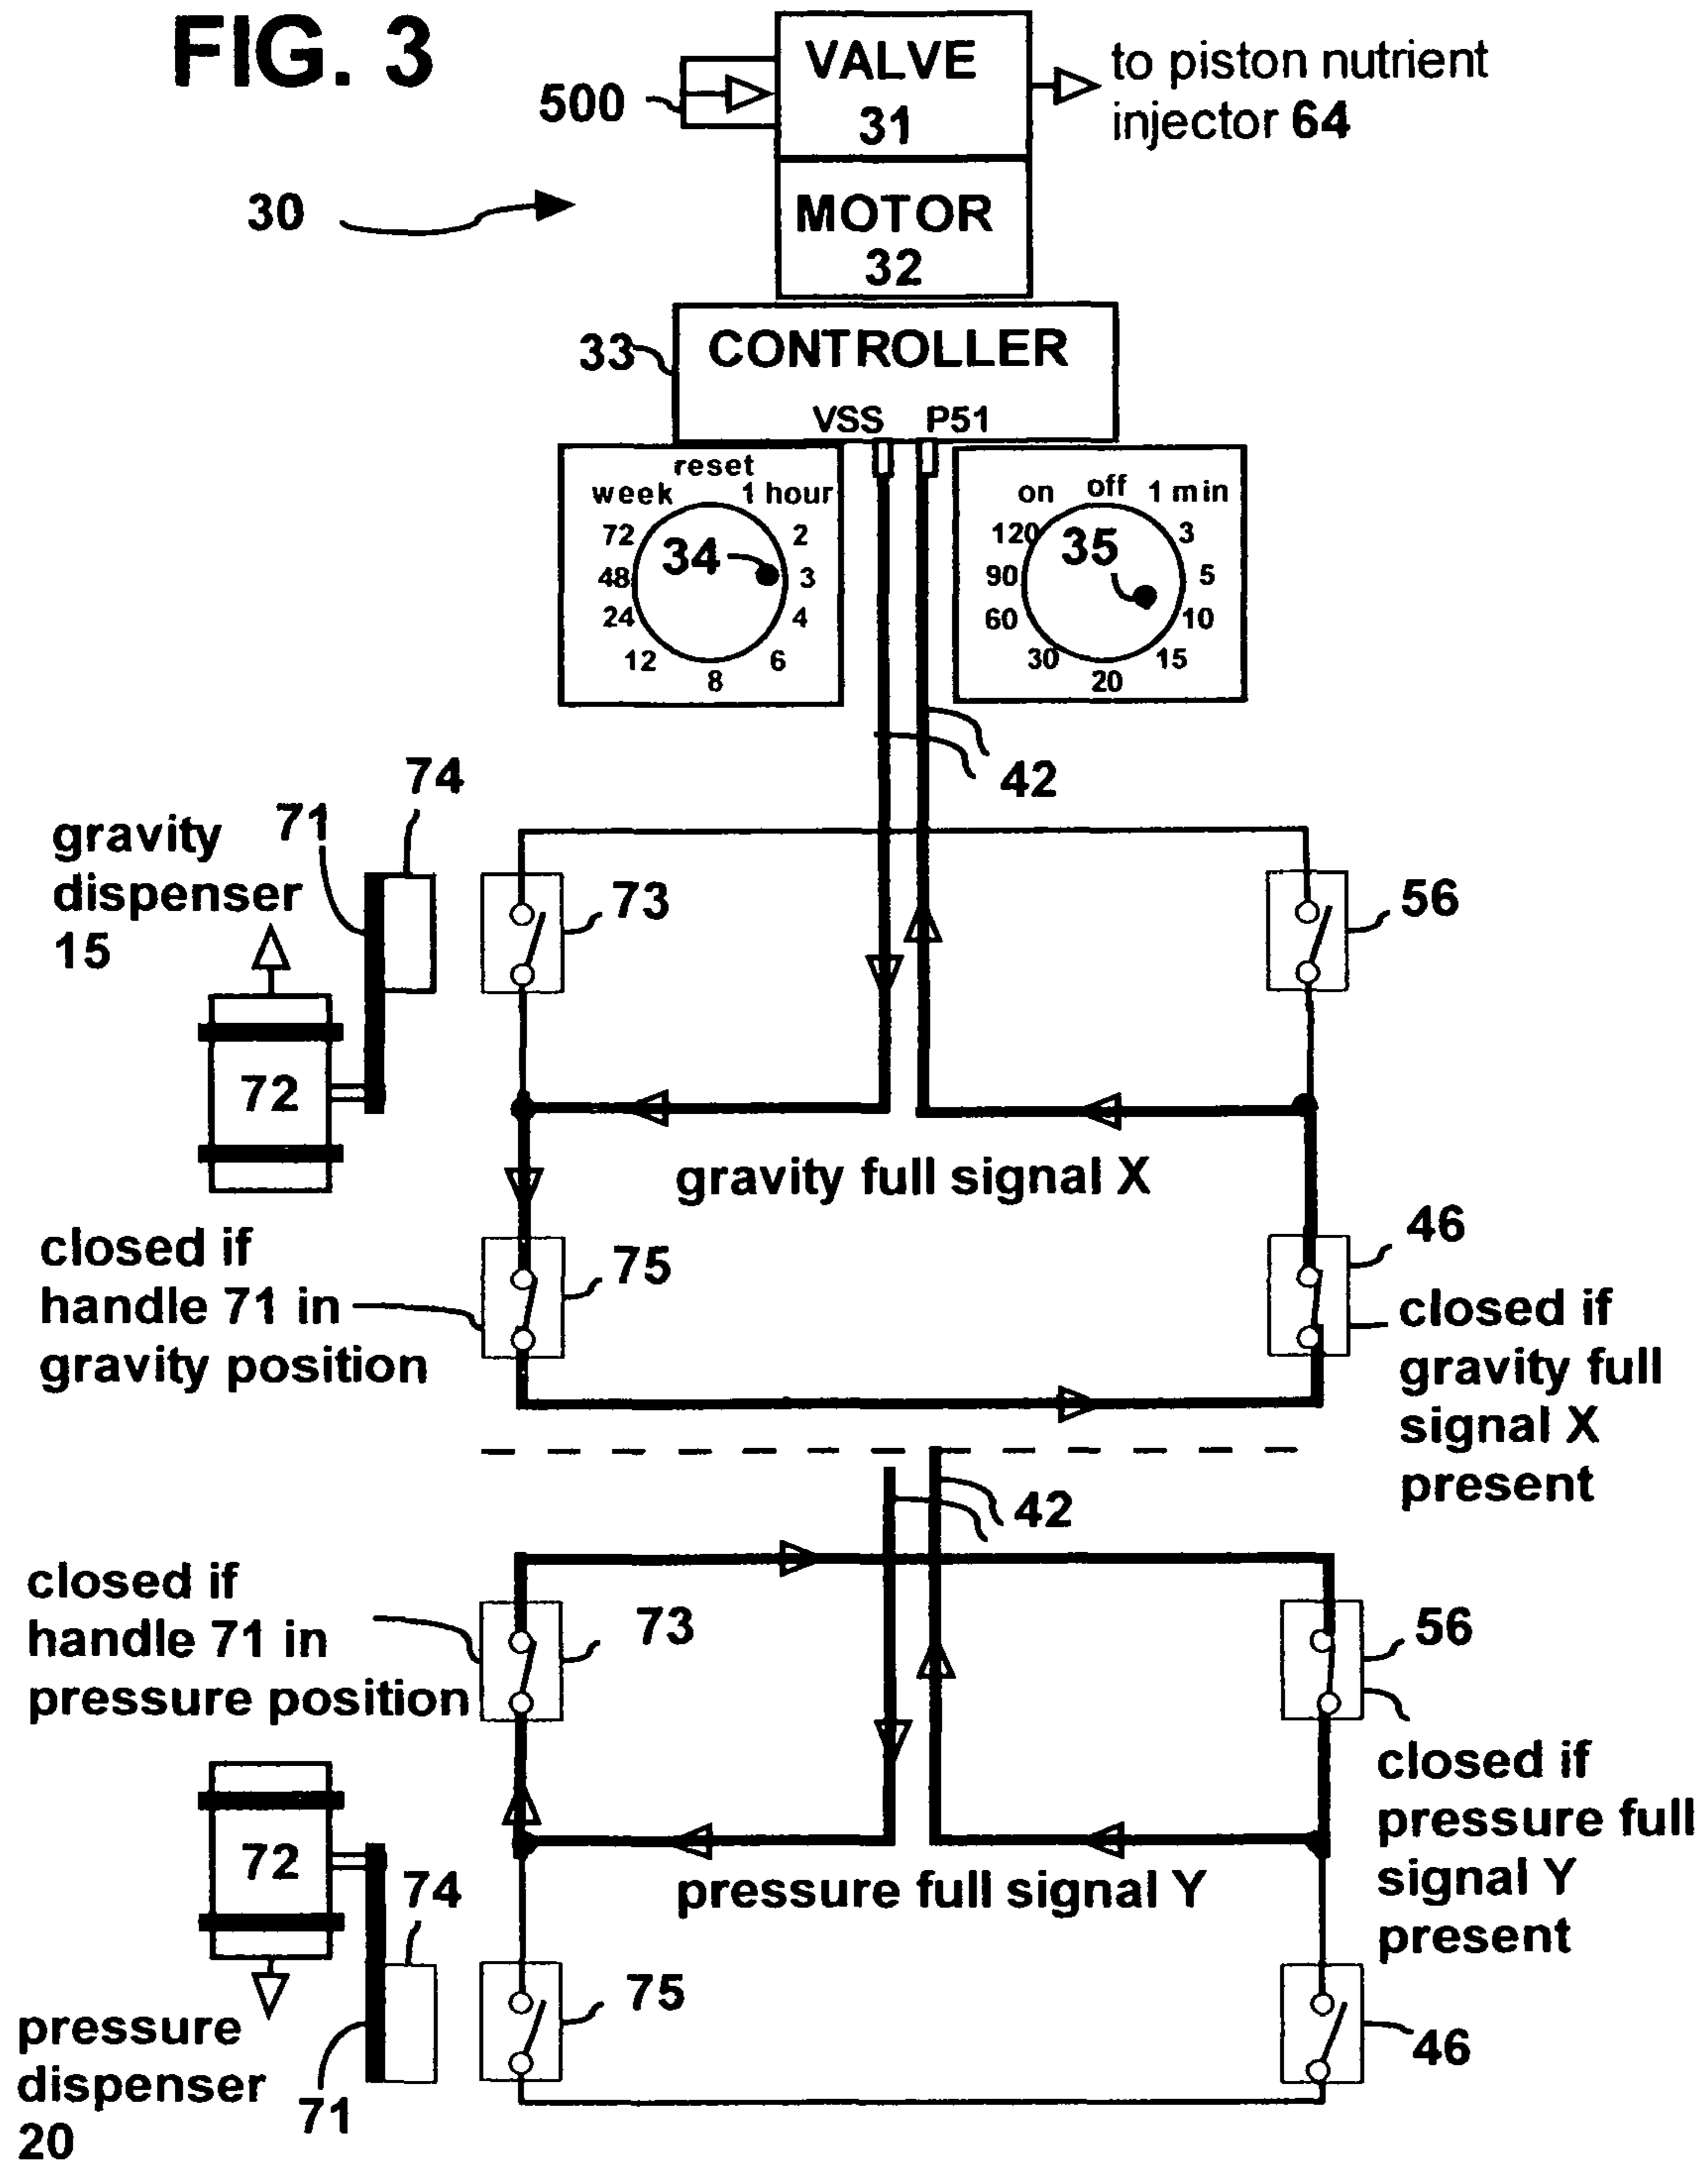 FIG. 3
VALVE
31
500
to piston nutrient
injector 64
30
MOTOR
32
33
CONTROLLER
VSS P51
reset
week 1 hour
72 2
34
48 3
24 4
12 6
8
on off 1 min
120 3
35
90 5
60 10
30 15
20
42
74
71
gravity
dispenser
15
73
56
72
gravity full signal X
closed if
handle 71 in
gravity position
75
46
closed if
gravity full
signal X
present
42
closed if
handle 71 in
pressure position
73
56
closed if
pressure full
signal Y
present
72
74
pressure full signal Y
75
46
pressure
dispenser
20
71